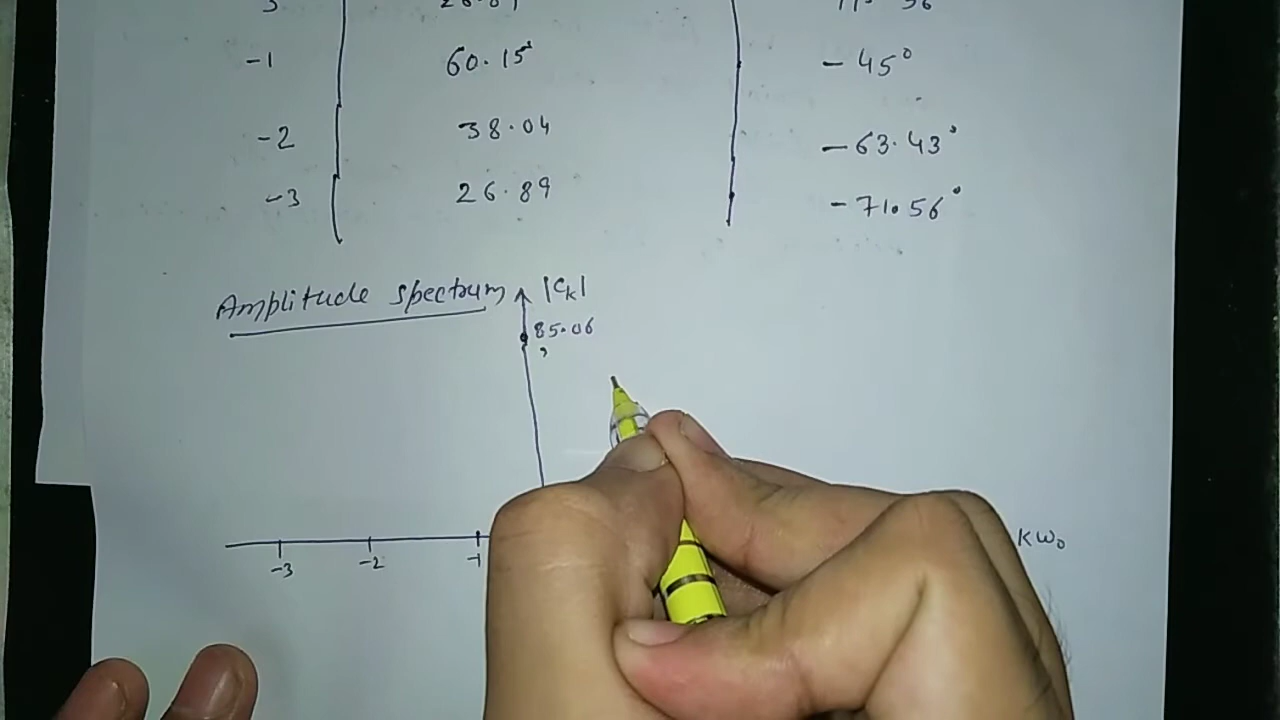 -1 60.15 - 45°
-2 38.04 - 63.43°
-3 26.89 - 71.56°
Amplitude spectrum |Ck|
85.06
kω₀
-3 -2 -1